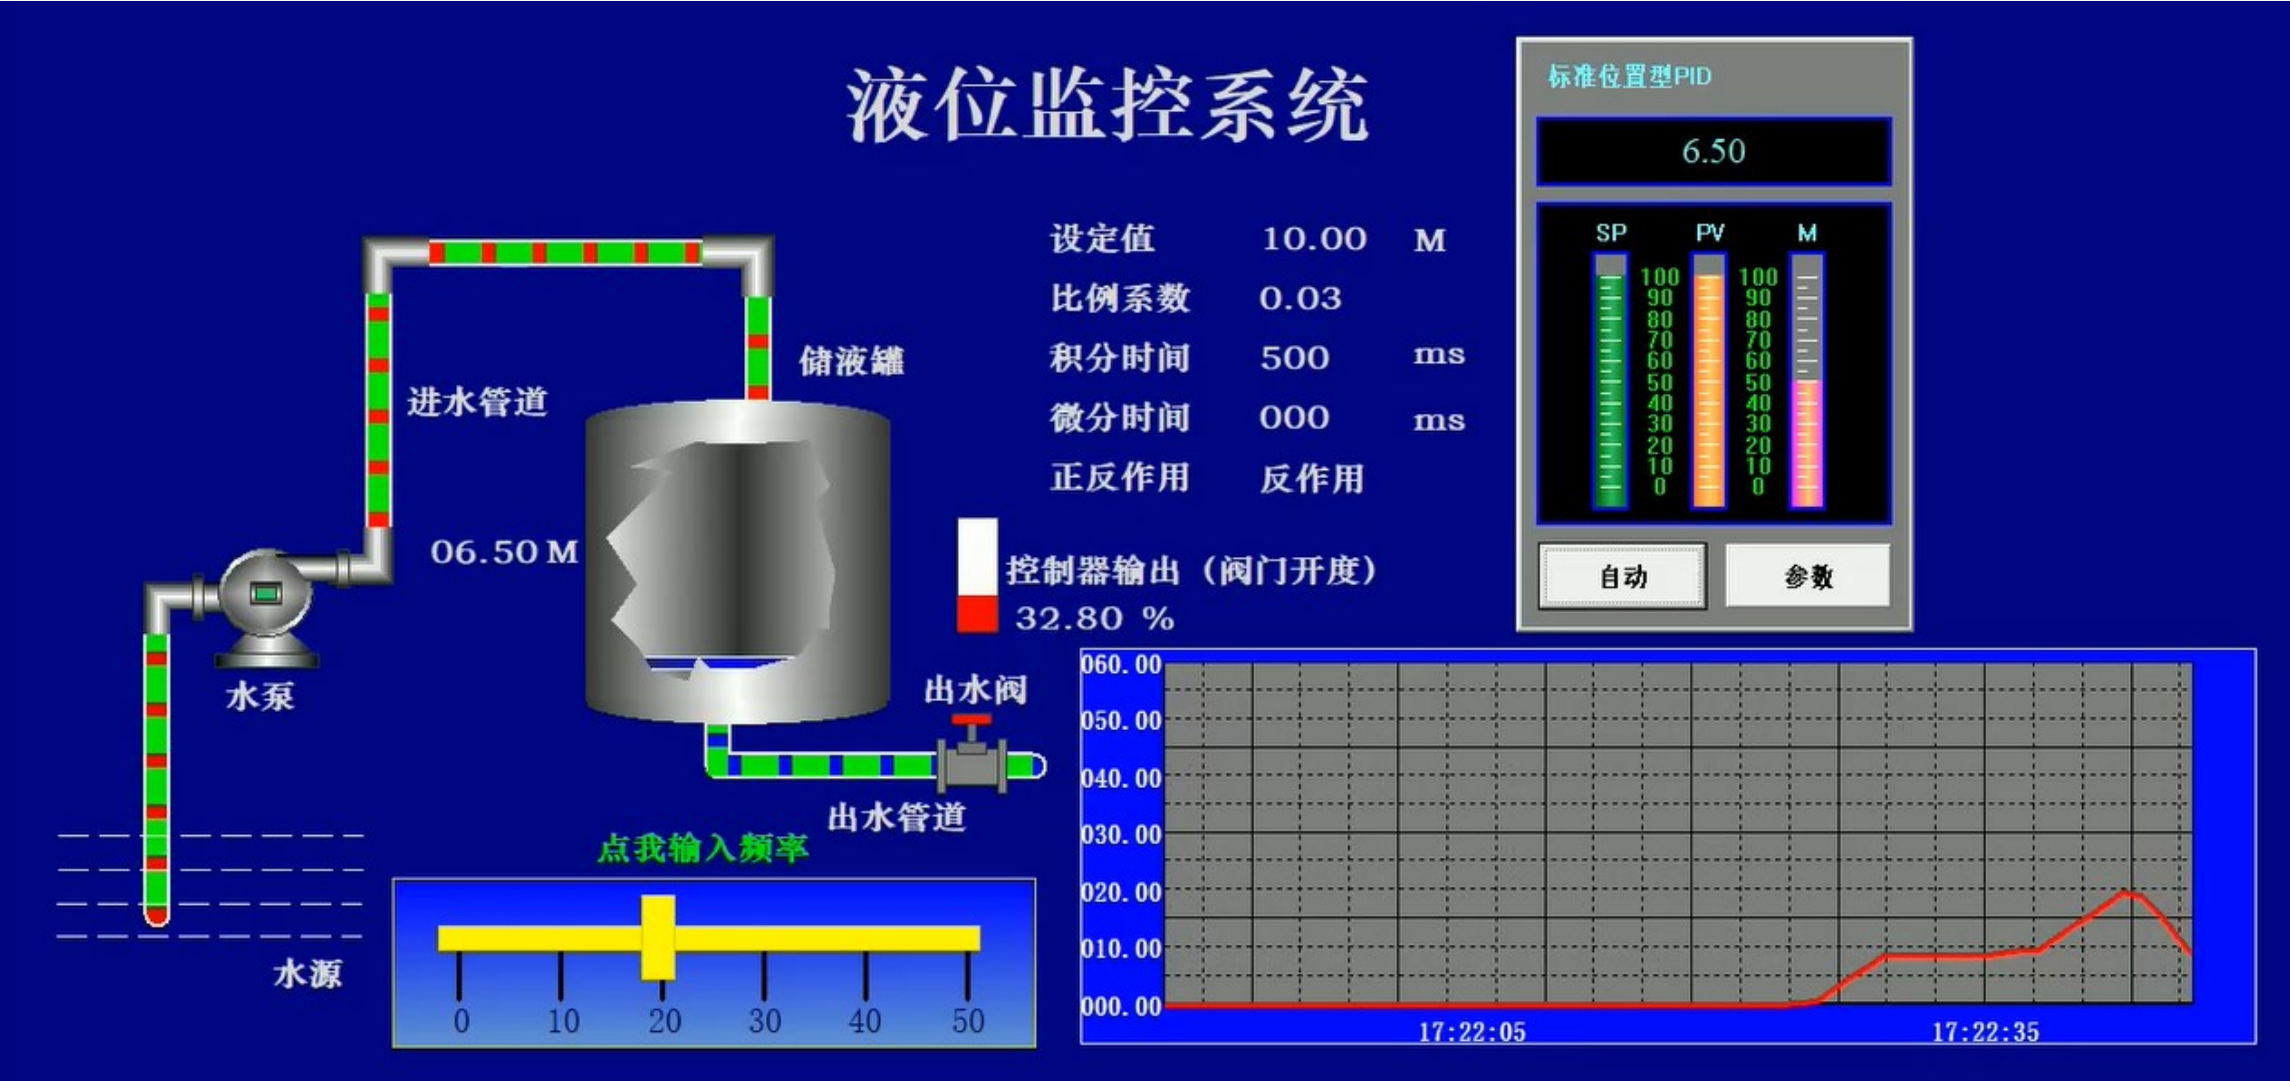 液位监控系统
标准位置型PID
6.50
SP PV M
100 100
90 90
80 80
70 70
60 60
50 50
40 40
30 30
20 20
10 10
0 0
自动 参数
设定值 10.00 M
比例系数 0.03
积分时间 500 ms
微分时间 000 ms
正反作用 反作用
储液罐
进水管道
06.50 M
控制器输出（阀门开度）
32.80 %
水泵
出水阀
出水管道
水源
点我输入频率
0 10 20 30 40 50
060.00
050.00
040.00
030.00
020.00
010.00
000.00
17:22:05 17:22:35